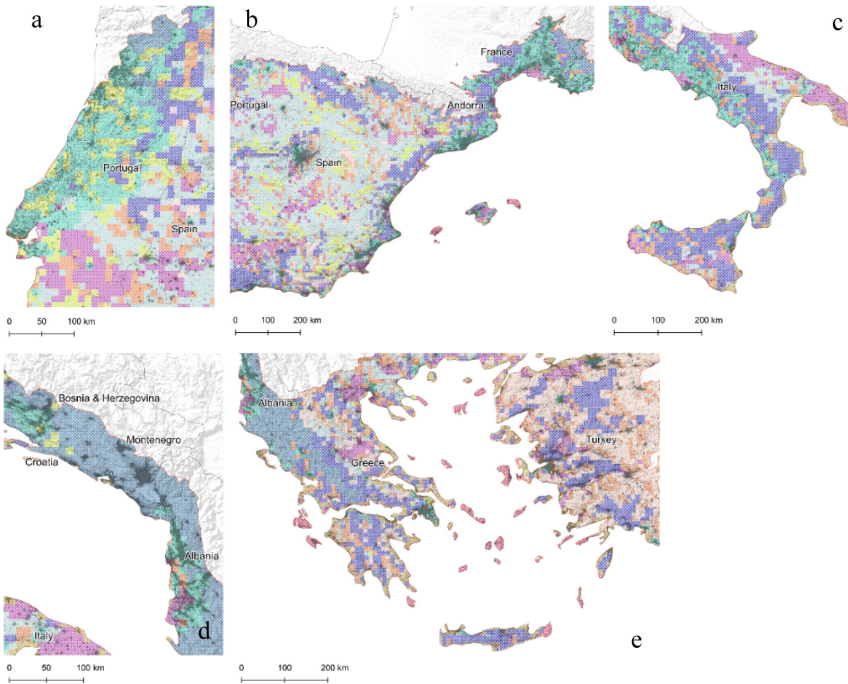 a
b
c
France
Andorra
Portugal
Spain
Italy
Portugal
Spain
0 50 100 km
0 100 200 km
0 100 200 km
Bosnia & Herzegovina
Montenegro
Croatia
Albania
Italy
d
Albania
Greece
Turkey
e
0 50 100 km
0 100 200 km